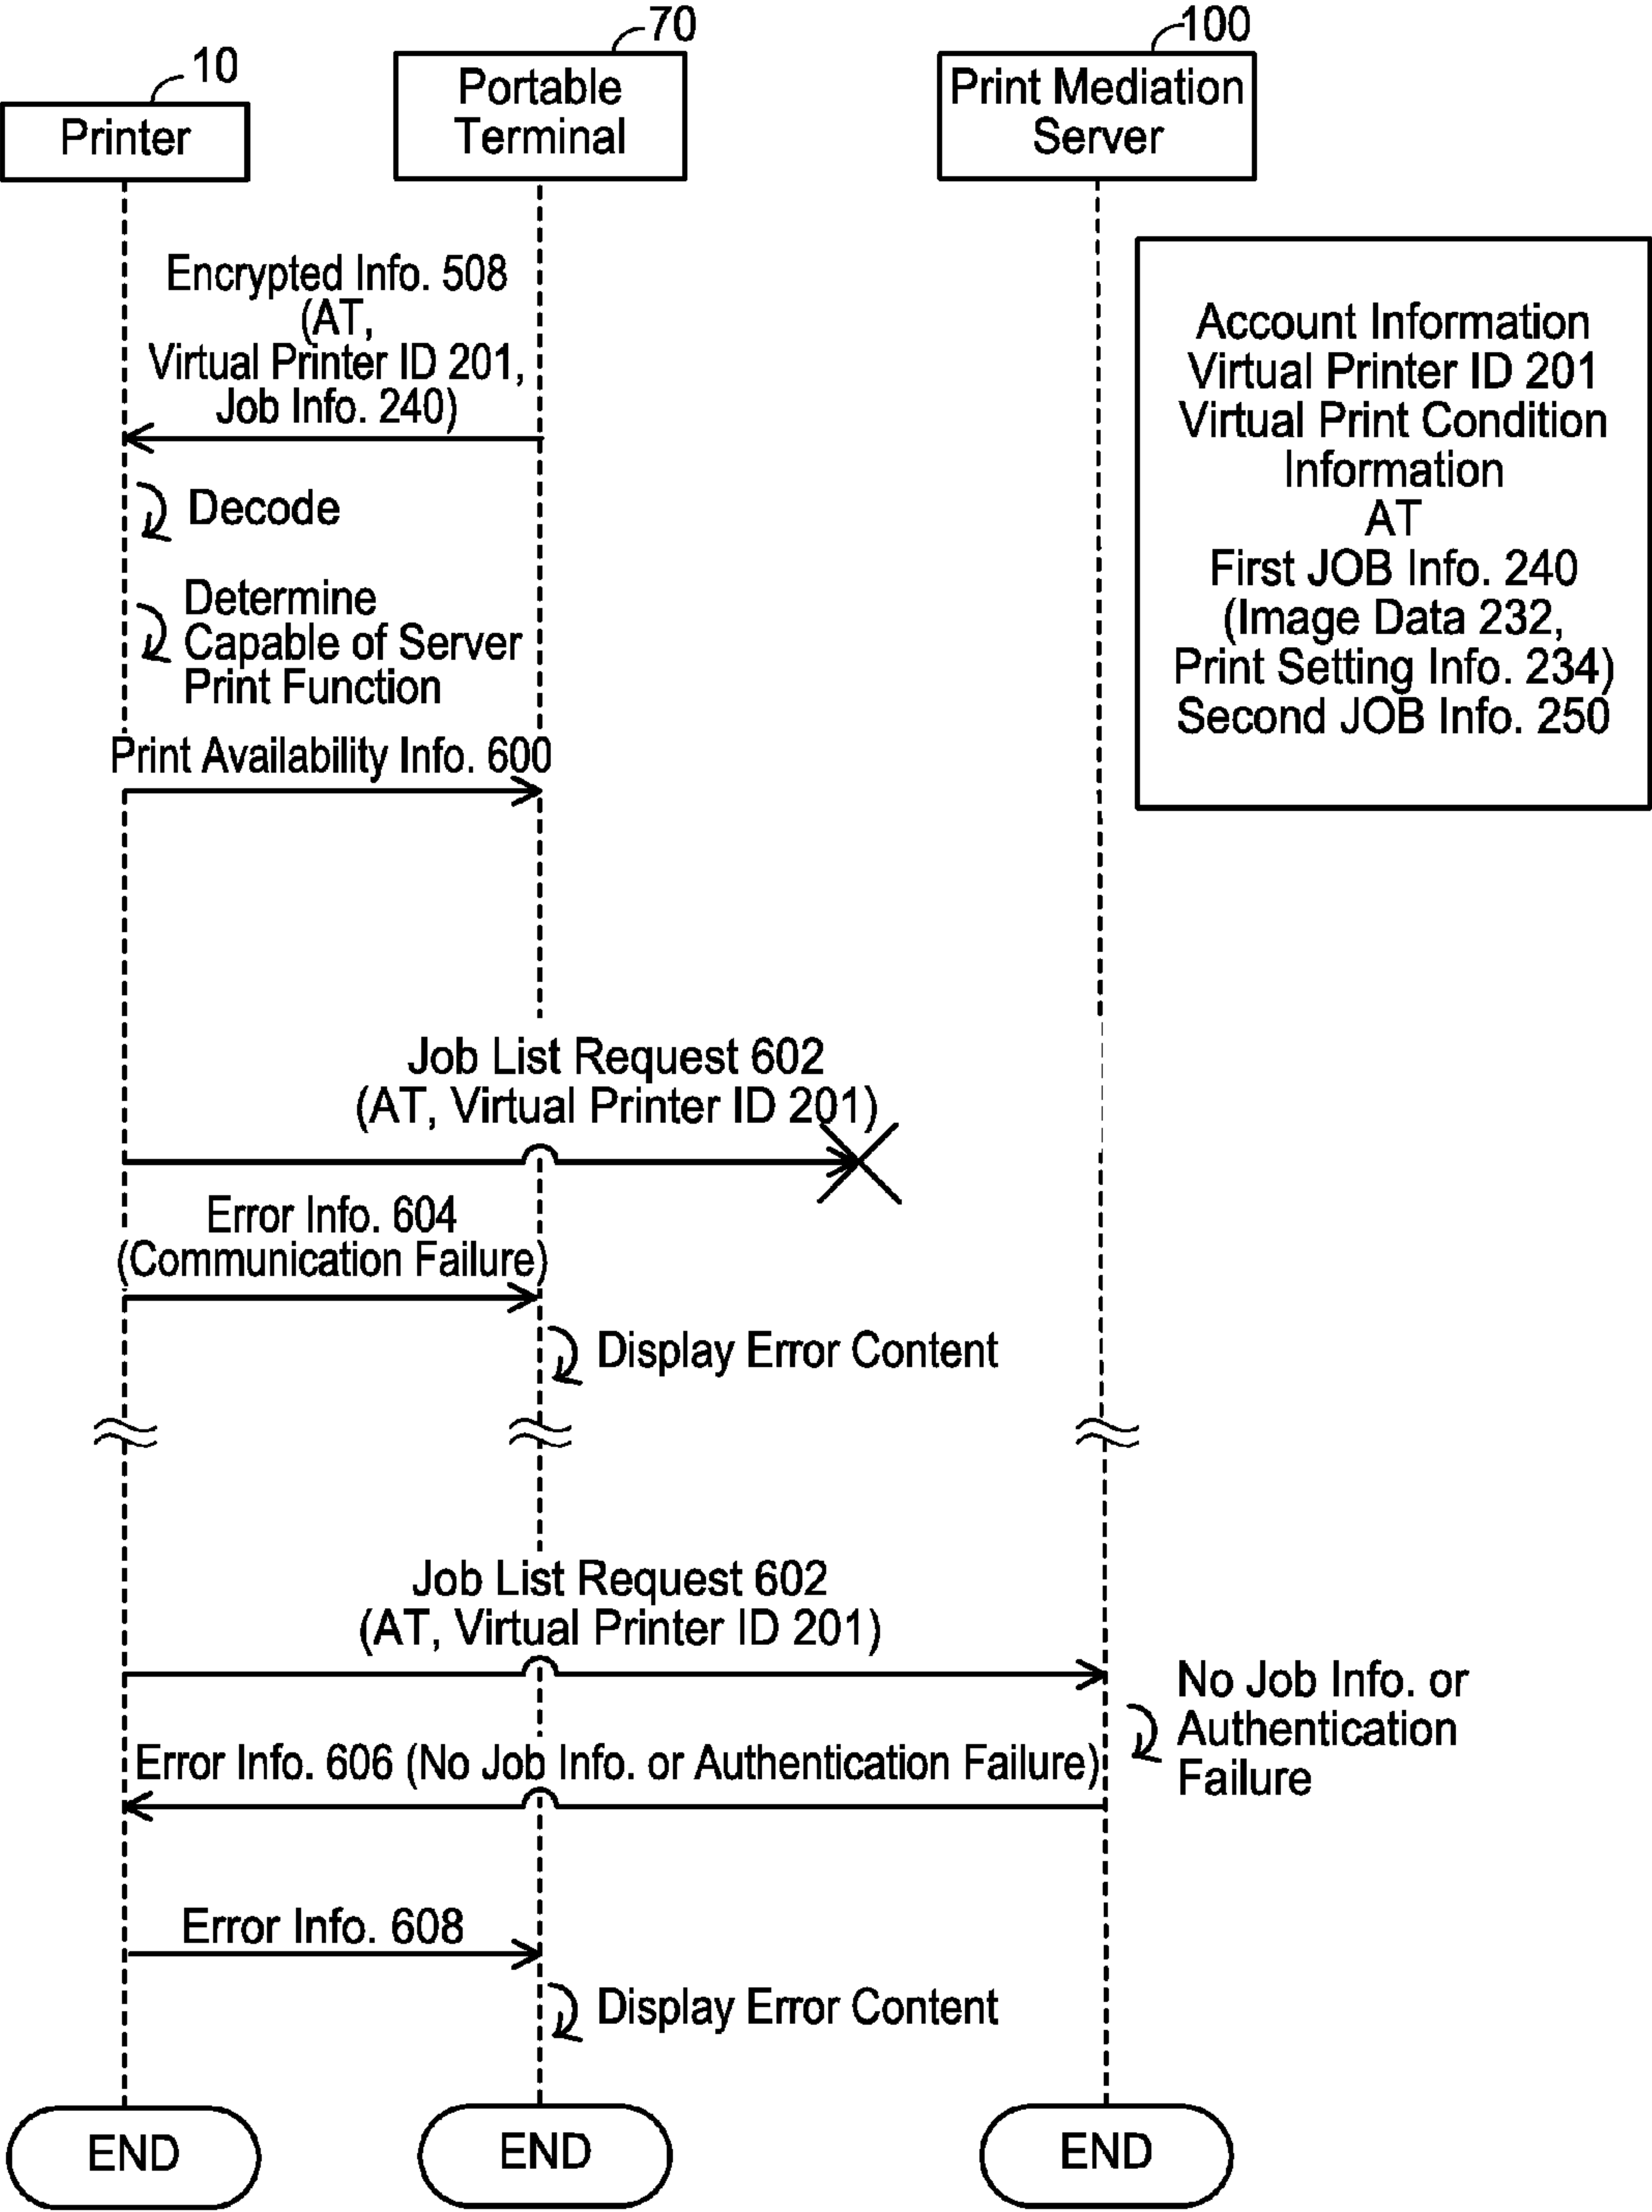 10
Printer
70
Portable
Terminal
100
Print Mediation
Server
Encrypted Info. 508
(AT,
Virtual Printer ID 201,
Job Info. 240)
Account Information
Virtual Printer ID 201
Virtual Print Condition
Information
AT
First JOB Info. 240
(Image Data 232,
Print Setting Info. 234)
Second JOB Info. 250
Decode
Determine
Capable of Server
Print Function
Print Availability Info. 600
Job List Request 602
(AT, Virtual Printer ID 201)
Error Info. 604
(Communication Failure)
Display Error Content
Job List Request 602
(AT, Virtual Printer ID 201)
No Job Info. or
Authentication
Failure
Error Info. 606 (No Job Info. or Authentication Failure)
Error Info. 608
Display Error Content
END
END
END